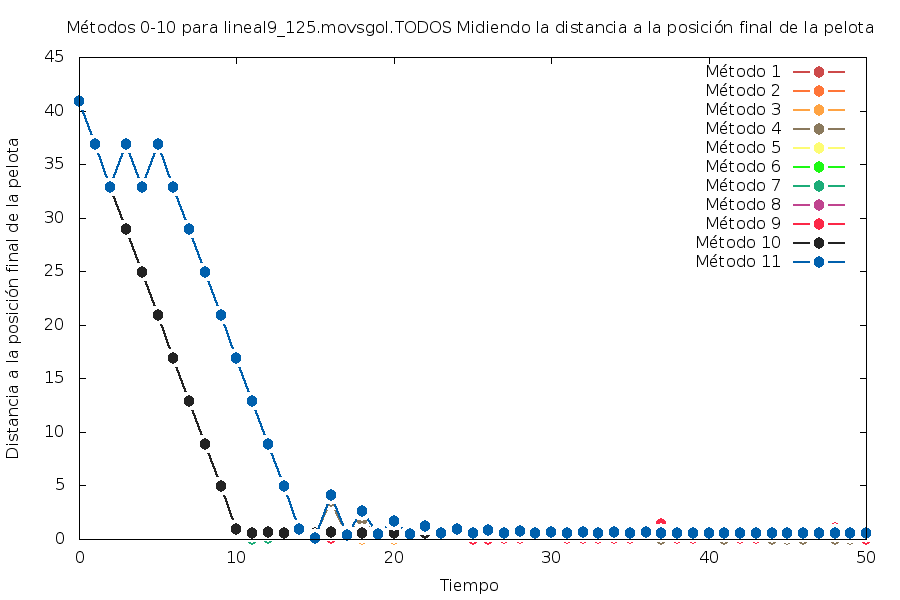 Métodos 0-10 para lineal9_125.movsgol.TODOS Midiendo la distancia a la posición final de la pelota
Distancia a la posición final de la pelota
45
40
35
30
25
20
15
10
5
0
Método 1
Método 2
Método 3
Método 4
Método 5
Método 6
Método 7
Método 8
Método 9
Método 10
Método 11
0 10 20 30 40 50
Tiempo